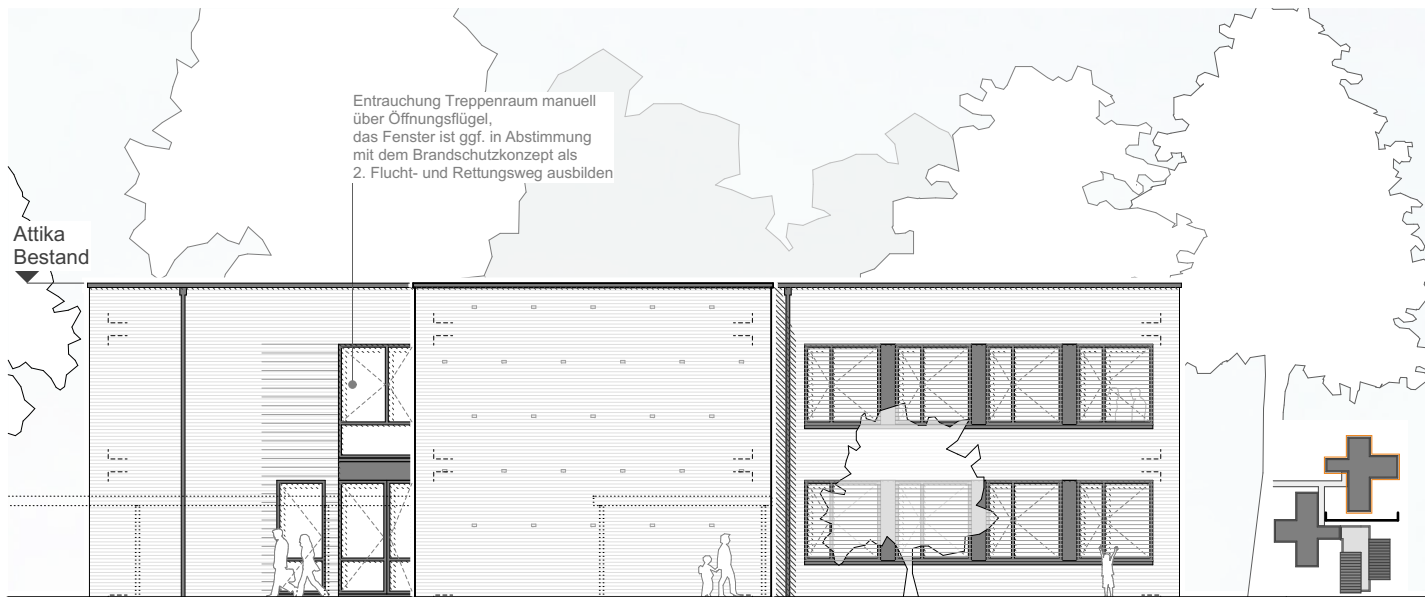 Entrauchung Treppenraum manuell
über Öffnungsflügel,
das Fenster ist ggf. in Abstimmung
mit dem Brandschutzkonzept als
2. Flucht- und Rettungsweg ausbilden
Attika
Bestand